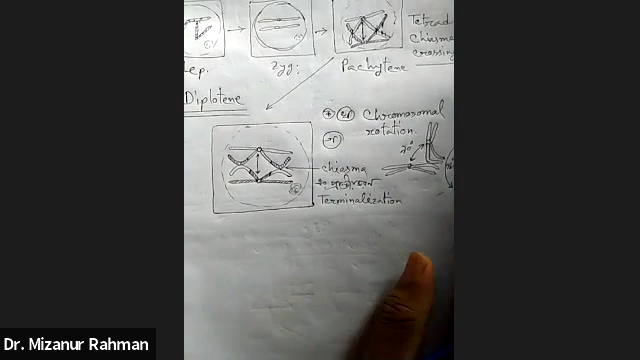 Tetrad
Chiasma
crossing
Lep.
Zyg:
Pachytene
Diplotene
Chromosomal
rotation.
chiasma
Terminalization
Dr. Mizanur Rahman